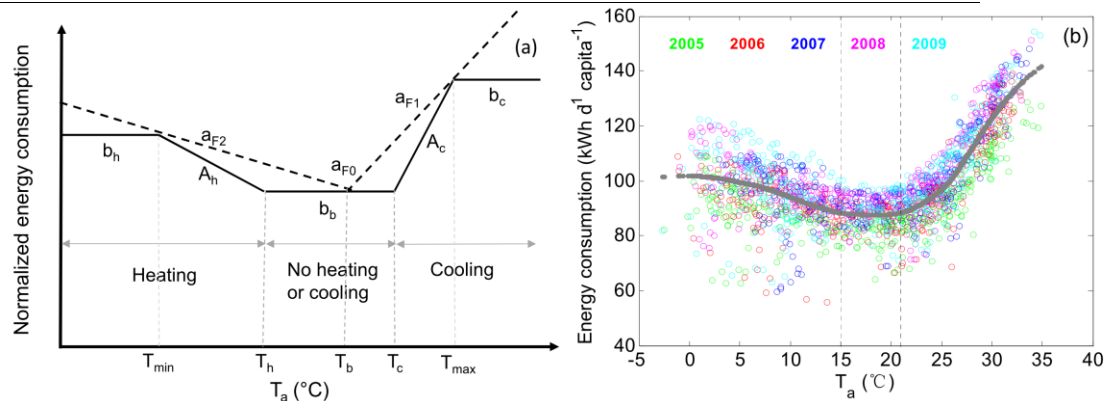 Normalized energy consumption
(a)
a_F1
b_c
a_F2
b_h
A_h
a_F0
A_c
b_b
Heating
No heating
or cooling
Cooling
T_min
T_h
T_b
T_c
T_max
T_a (°C)
Energy consumption (kWh d¹ capita⁻¹)
160
140
120
100
80
60
40
2005 2006 2007 2008 2009
(b)
-5 0 5 10 15 20 25 30 35 40
T_a (℃)